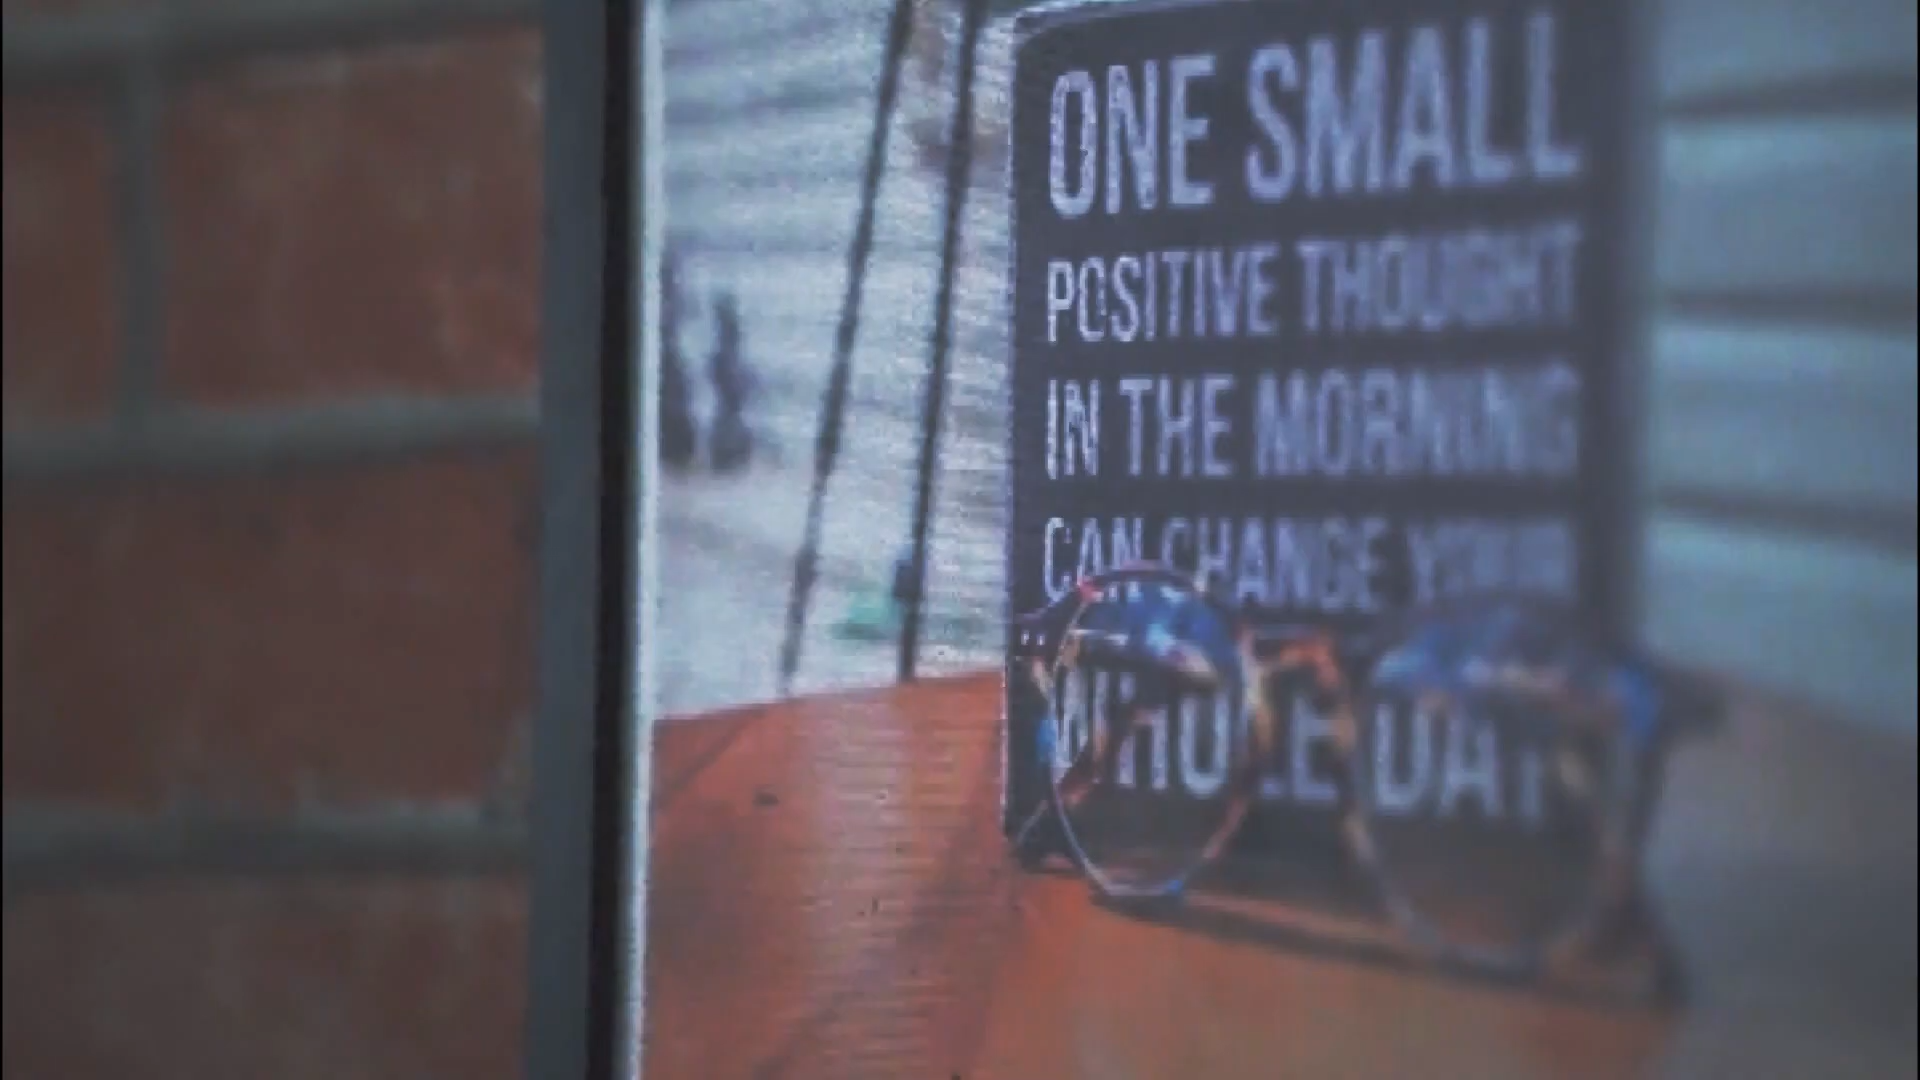 ONE SMALL
POSITIVE THOUGHT
IN THE MORNING
CAN CHANGE YOUR
WHOLE DAY